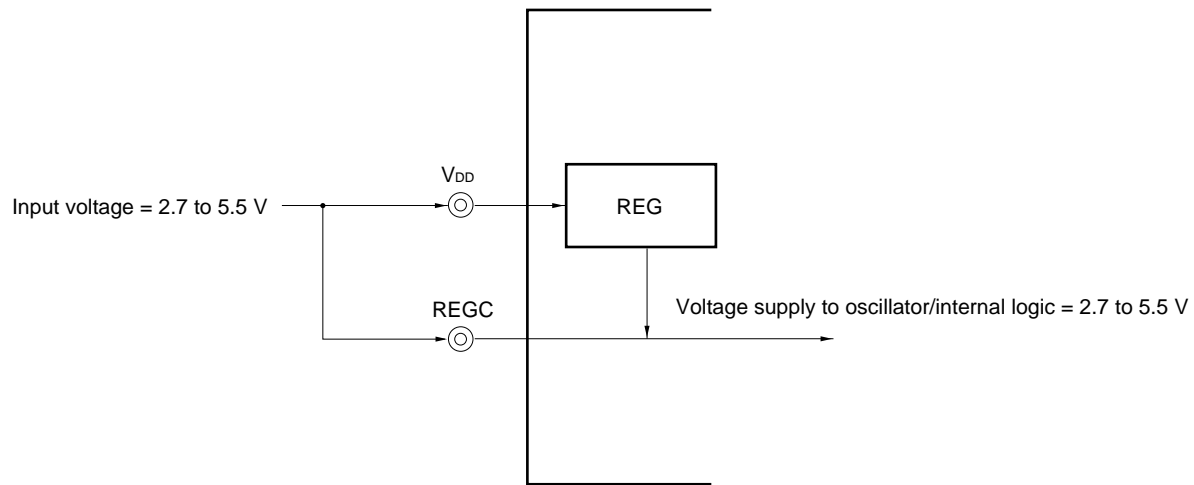 VDD
Input voltage = 2.7 to 5.5 V
REG
REGC
Voltage supply to oscillator/internal logic = 2.7 to 5.5 V